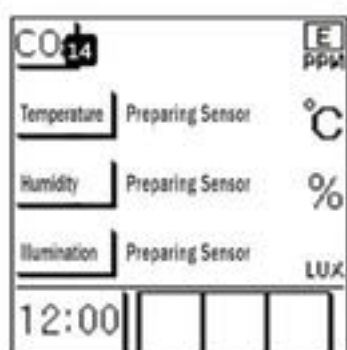 CO 14 E
PPM
Temperature Preparing Sensor °C
Humidity Preparing Sensor %
Illumination Preparing Sensor LUX
12:00